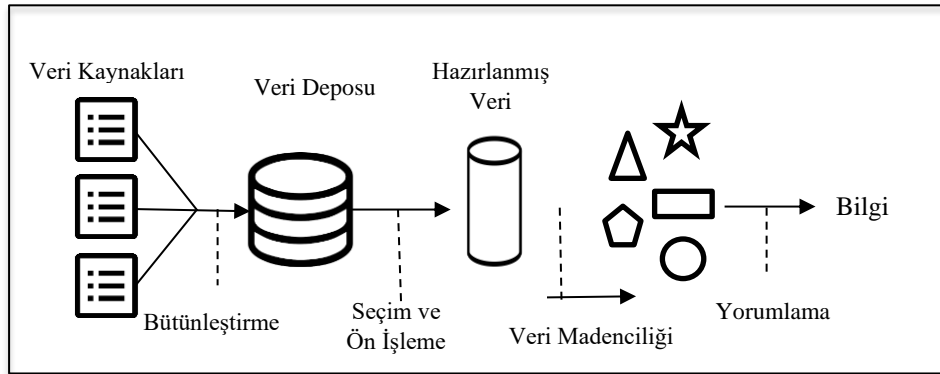 Veri Kaynakları
Veri Deposu
Hazırlanmış
Veri
Bilgi
Bütünleştirme
Seçim ve
Ön İşleme
Veri Madenciliği
Yorumlama